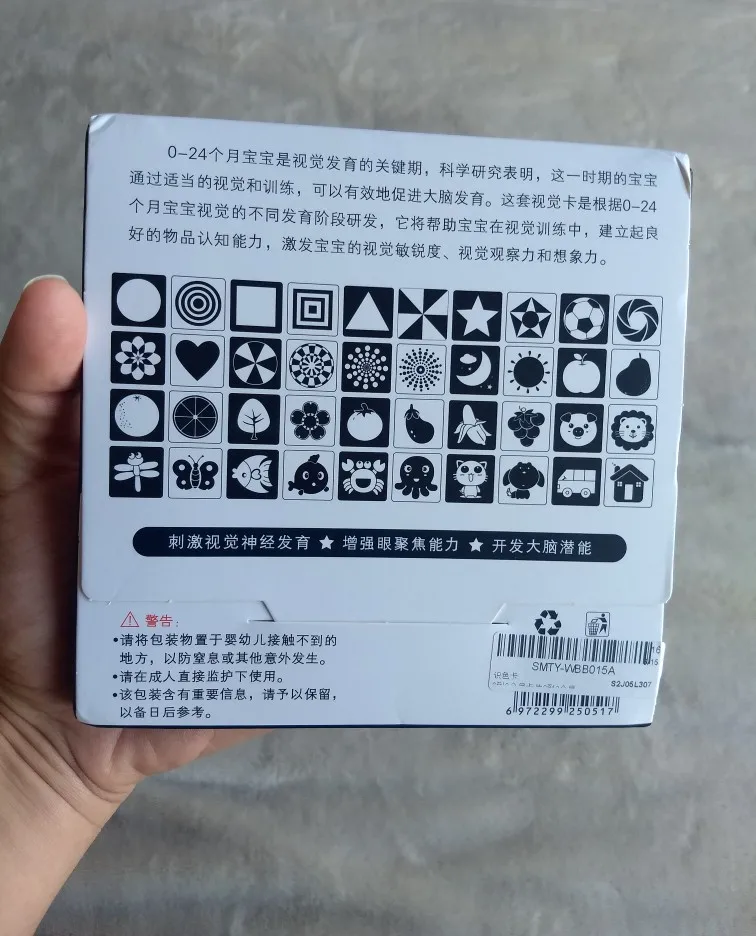 0-24个月宝宝是视觉发育的关键期，科学研究表明，这一时期的宝宝
通过适当的视觉和训练，可以有效地促进大脑发育。这套视觉卡是根据0-24
个月宝宝视觉的不同发育阶段研发，它将帮助宝宝在视觉训练中，建立起良
好的物品认知能力，激发宝宝的视觉敏锐度、视觉观察力和想象力。
刺激视觉神经发育 ★ 增强眼聚焦能力 ★ 开发大脑潜能
警告：
•请将包装物置于婴幼儿接触不到的
地方，以防窒息或其他意外发生。
•请在成人直接监护下使用。
•该包装含有重要信息，请予以保留，
以备日后参考。
SMTY-WBB015A
识色卡
S2J05L307
6 972299 250517